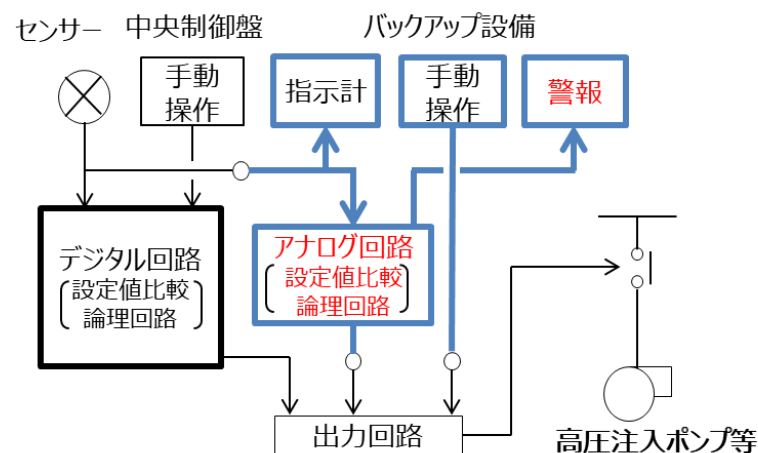 センサー
中央制御盤
バックアップ設備
手動
操作
指示計
手動
操作
警報
デジタル回路
設定値比較
論理回路
アナログ回路
設定値比較
論理回路
出力回路
高圧注入ポンプ等